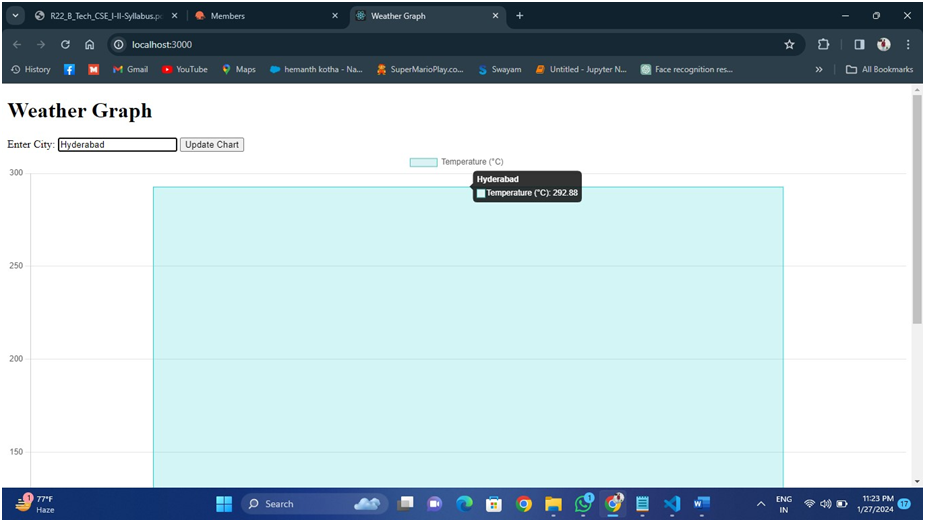 R22_B_Tech_CSE_I-II-Syllabus.pd
Members
Weather Graph
localhost:3000
History
Gmail
YouTube
Maps
hemanth kotha - Na...
SuperMarioPlay.co...
Swayam
Untitled - Jupyter N...
Face recognition res...
All Bookmarks
Weather Graph
Enter City: Hyderabad Update Chart
Temperature (°C)
300
Hyderabad
Temperature (°C): 292.88
250
200
150
77°F
Haze
Search
1
ENG
IN
11:23 PM
1/27/2024
17